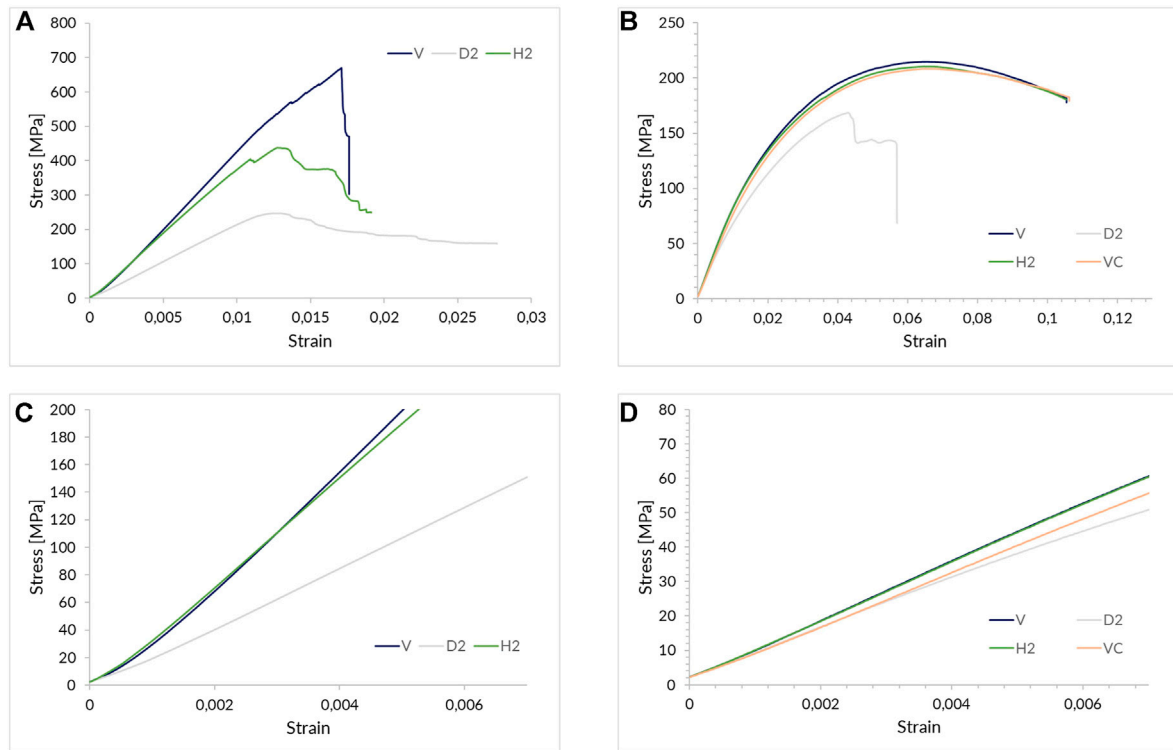 A
Stress [MPa]
800
700
600
500
400
300
200
100
0
V D2 H2
0 0,005 0,01 0,015 0,02 0,025 0,03
Strain
B
Stress [MPa]
250
200
150
100
50
0
V D2
H2 VC
0 0,02 0,04 0,06 0,08 0,1 0,12
Strain
C
Stress [MPa]
200
180
160
140
120
100
80
60
40
20
0
V D2 H2
0 0,002 0,004 0,006
Strain
D
Stress [MPa]
80
70
60
50
40
30
20
10
0
V D2
H2 VC
0 0,002 0,004 0,006
Strain